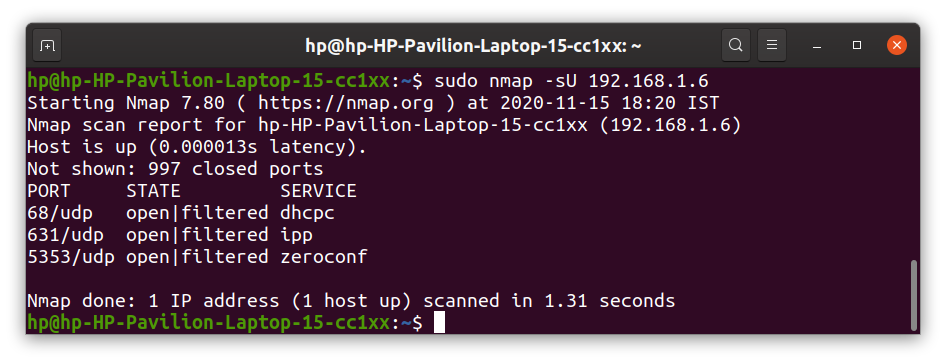 hp@hp-HP-Pavilion-Laptop-15-cc1xx: ~
hp@hp-HP-Pavilion-Laptop-15-cc1xx:~$ sudo nmap -sU 192.168.1.6
Starting Nmap 7.80 ( https://nmap.org ) at 2020-11-15 18:20 IST
Nmap scan report for hp-HP-Pavilion-Laptop-15-cc1xx (192.168.1.6)
Host is up (0.000013s latency).
Not shown: 997 closed ports
PORT     STATE         SERVICE
68/udp   open|filtered dhcpc
631/udp  open|filtered ipp
5353/udp open|filtered zeroconf
Nmap done: 1 IP address (1 host up) scanned in 1.31 seconds
hp@hp-HP-Pavilion-Laptop-15-cc1xx:~$